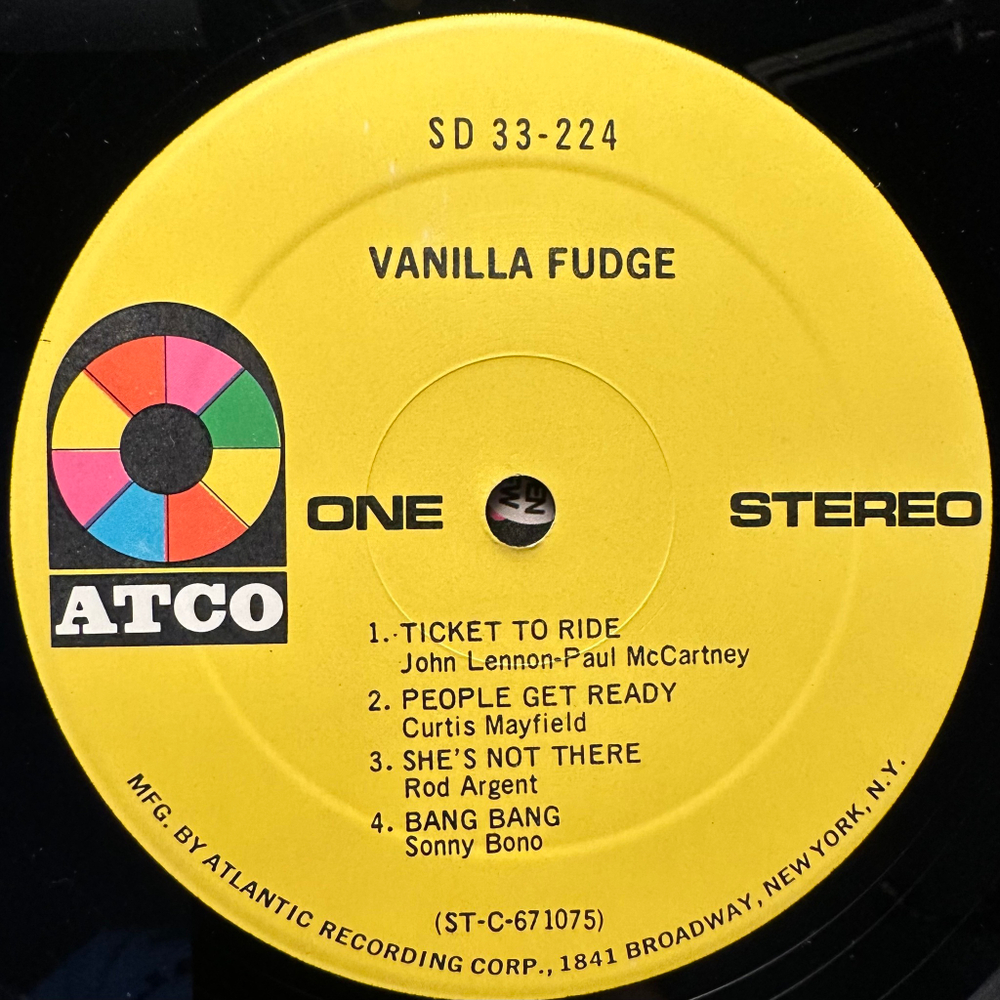 SD 33-224
VANILLA FUDGE
ATCO
ONE
STEREO
1. TICKET TO RIDE
John Lennon-Paul McCartney
2. PEOPLE GET READY
Curtis Mayfield
3. SHE'S NOT THERE
Rod Argent
4. BANG BANG
Sonny Bono
(ST-C-671075)
MFG. BY ATLANTIC RECORDING CORP., 1841 BROADWAY, NEW YORK, N.Y.